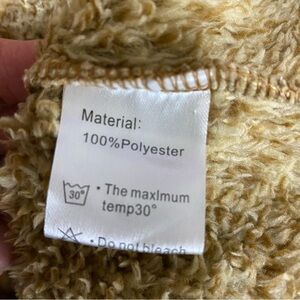 Material:
100%Polyester
30°
• The maxlmum
temp30°
• Do not bleach